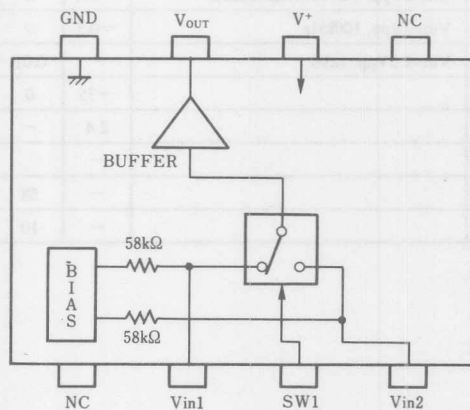 GND
VOUT
V+
NC
BUFFER
58kΩ
BIAS
58kΩ
NC
Vin1
SW1
Vin2